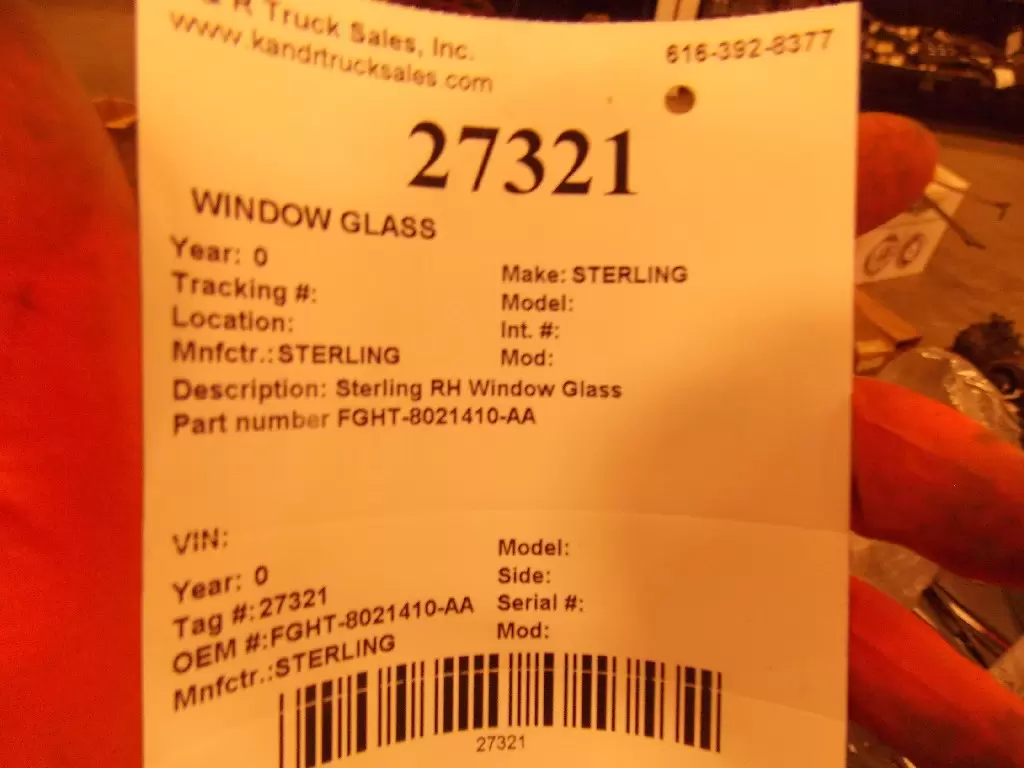 & R Truck Sales, Inc.
www.kandrtrucksales.com
616-392-8377
27321
WINDOW GLASS
Year: 0
Tracking #:
Location:
Mnfctr.: STERLING
Make: STERLING
Model:
Int. #:
Mod:
Description: Sterling RH Window Glass
Part number FGHT-8021410-AA
VIN:
Year: 0
Tag #: 27321
OEM #: FGHT-8021410-AA
Mnfctr.: STERLING
Model:
Side:
Serial #:
Mod:
27321